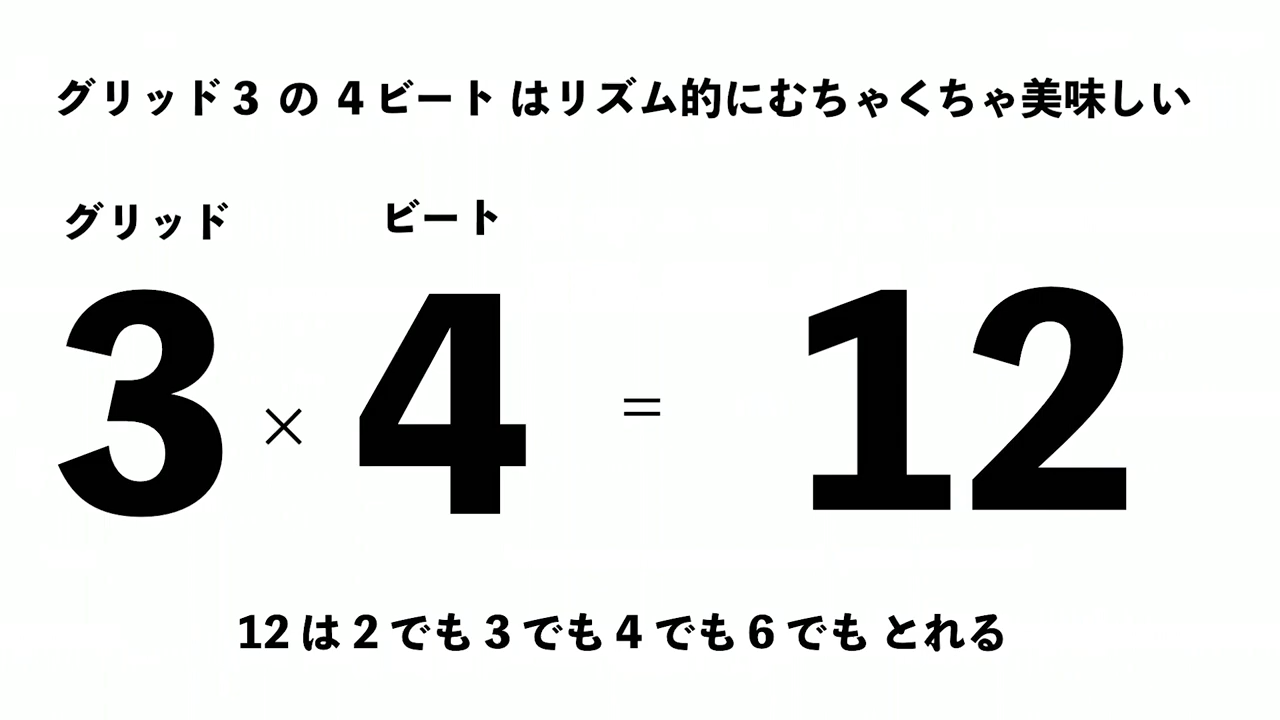 グリッド3 の 4ビート はリズム的にむちゃくちゃ美味しい
グリッド ビート
3 × 4 = 12
12 は 2 でも 3 でも 4 でも 6 でも とれる